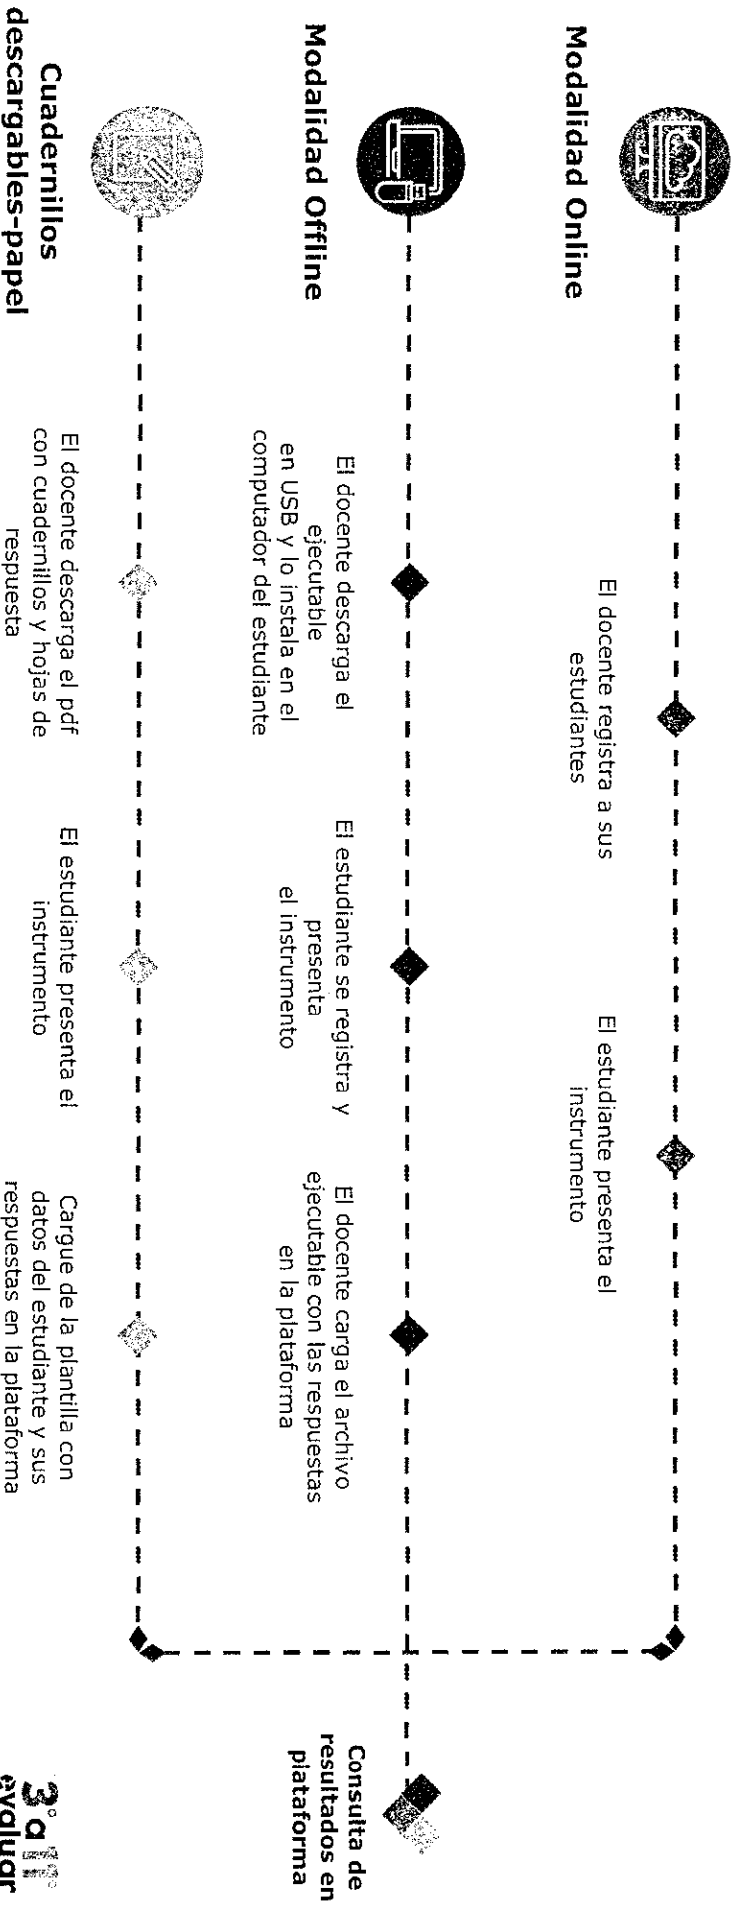 Modalidad Online
El docente registra a sus
estudiantes
El estudiante presenta el
instrumento
Modalidad Offline
El docente descarga el
ejecutable
en USB y lo instala en el
computador del estudiante
El estudiante se registra y
presenta
el instrumento
El docente carga el archivo
ejecutable con las respuestas
en la plataforma
Cuadernillos
descargables-papel
El docente descarga el pdf
con cuadernillos y hojas de
respuesta
El estudiante presenta el
instrumento
Cargue de la plantilla con
datos del estudiante y sus
respuestas en la plataforma
Consulta de
resultados en
plataforma
3°a 11°
evaluar